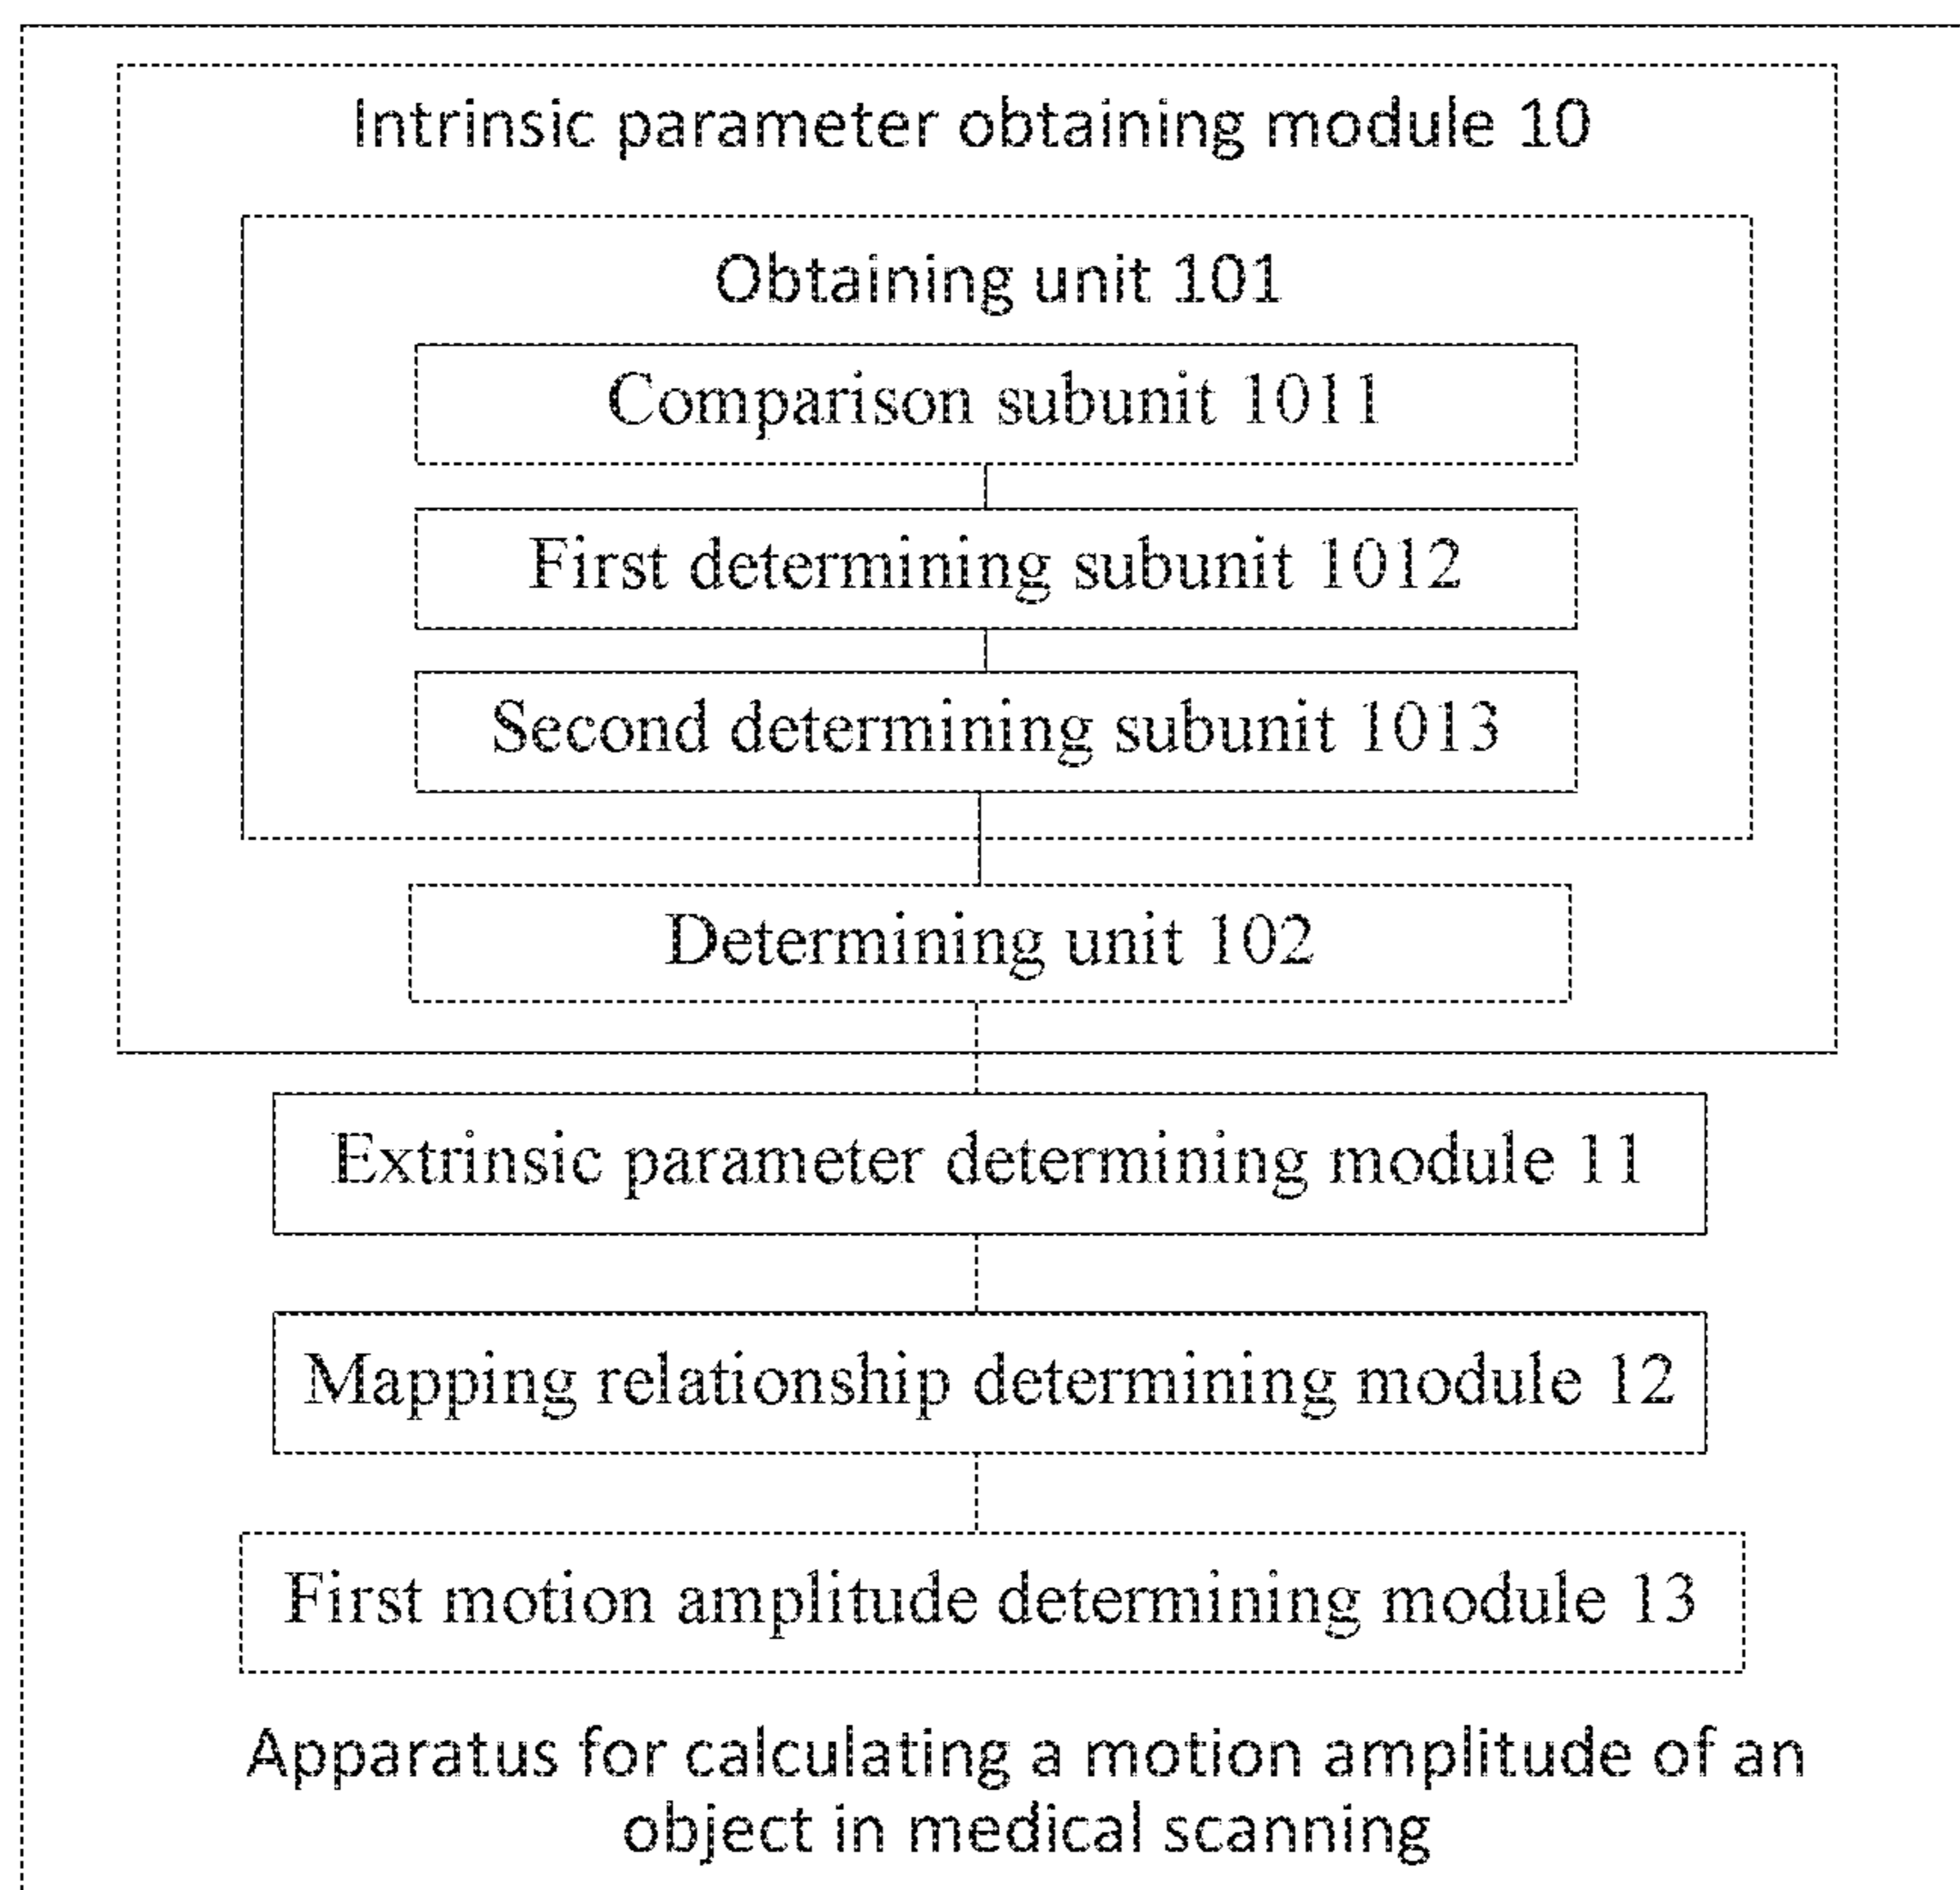 Intrinsic parameter obtaining module 10
Obtaining unit 101
Comparison subunit 1011
First determining subunit 1012
Second determining subunit 1013
Determining unit 102
Extrinsic parameter determining module 11
Mapping relationship determining module 12
First motion amplitude determining module 13
Apparatus for calculating a motion amplitude of an
object in medical scanning